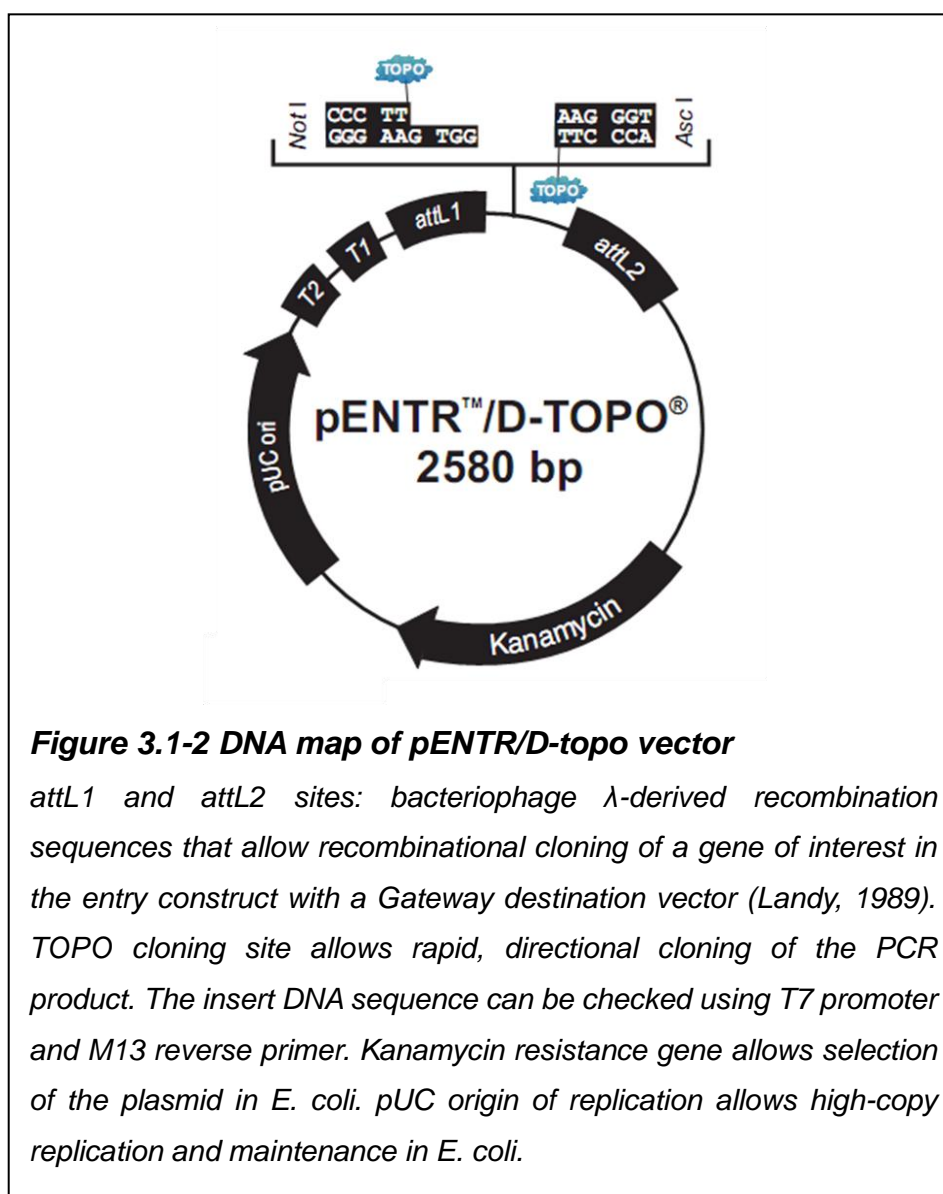 TOPO
Not I
CCC TT
GGG AAG TGG
AAG GGT
TTC CCA
Asc I
TOPO
attL1
attL2
T1
T2
pUC ori
pENTR™/D-TOPO®
2580 bp
Kanamycin
Figure 3.1-2 DNA map of pENTR/D-topo vector
attL1 and attL2 sites: bacteriophage λ-derived recombination
sequences that allow recombinational cloning of a gene of interest in
the entry construct with a Gateway destination vector (Landy, 1989).
TOPO cloning site allows rapid, directional cloning of the PCR
product. The insert DNA sequence can be checked using T7 promoter
and M13 reverse primer. Kanamycin resistance gene allows selection
of the plasmid in E. coli. pUC origin of replication allows high-copy
replication and maintenance in E. coli.